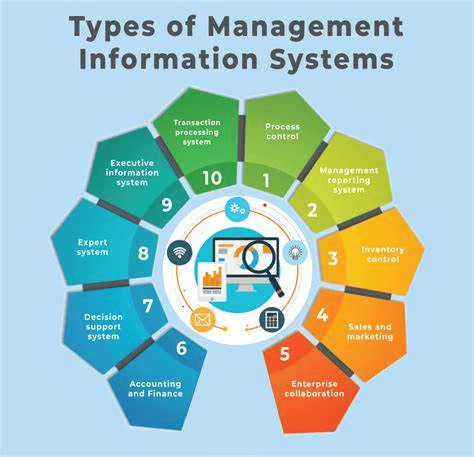 Types of Management
Information Systems
Process
control
1
Management
reporting
system
2
Inventory
control
3
Sales and
marketing
4
Enterprise
collaboration
5
Accounting
and Finance
6
Decision
support
system
7
Expert
system
8
Executive
information
system
9
Transaction
processing
system
10